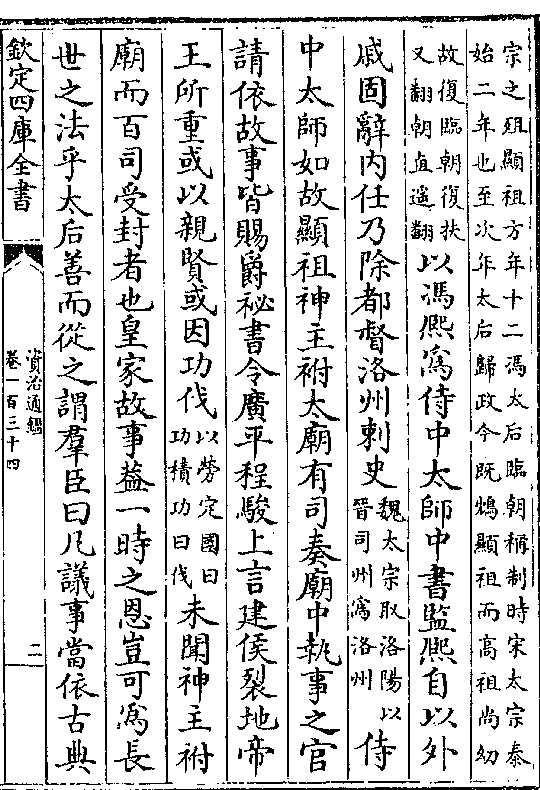 宗之殂顯祖方年十二馮太后臨朝稱制時宋太宗泰
始二年也至次年太后歸政今既鴆顯祖而高祖尚幼
故復臨朝復扶
又翻朝直遥翻
以馮熈爲侍中太師中書監熈自以外
戚固辭内任乃除都督洛州刺史
魏太宗取洛陽以
晉司州爲洛州
侍
中太師如故顯祖神主祔太廟有司奏廟中執事之官
請依故事皆賜爵祕書令廣平程駿上言建侯裂地帝
王所重或以親賢或因功伐
以勞定國曰
功積功曰伐
未聞神主祔
廟而百司受封者也皇家故事葢一時之恩豈可爲長
世之法乎太后善而從之謂羣臣曰凡議事當依古典
欽定四庫全書
資治通鑑
卷一百三十四
二